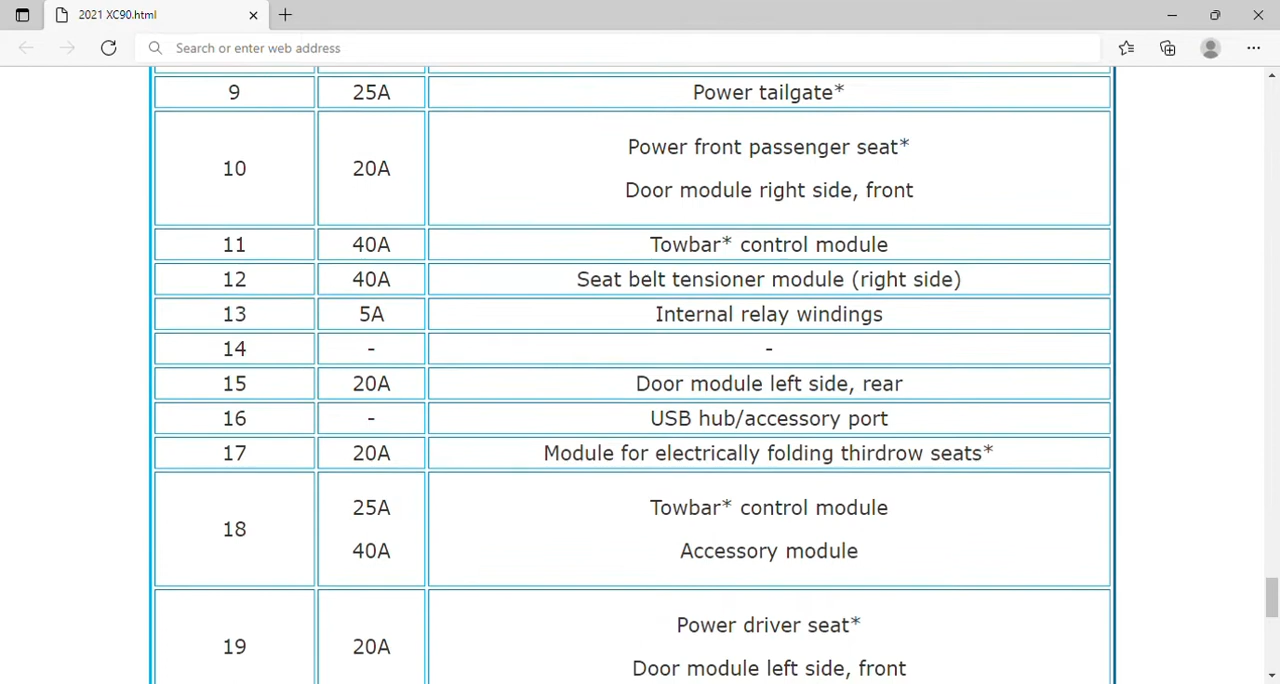 2021 XC90.html
Search or enter web address
9 25A Power tailgate*
10 20A Power front passenger seat*
Door module right side, front
11 40A Towbar* control module
12 40A Seat belt tensioner module (right side)
13 5A Internal relay windings
14 - -
15 20A Door module left side, rear
16 - USB hub/accessory port
17 20A Module for electrically folding thirdrow seats*
18 25A Towbar* control module
40A Accessory module
19 20A Power driver seat*
Door module left side, front